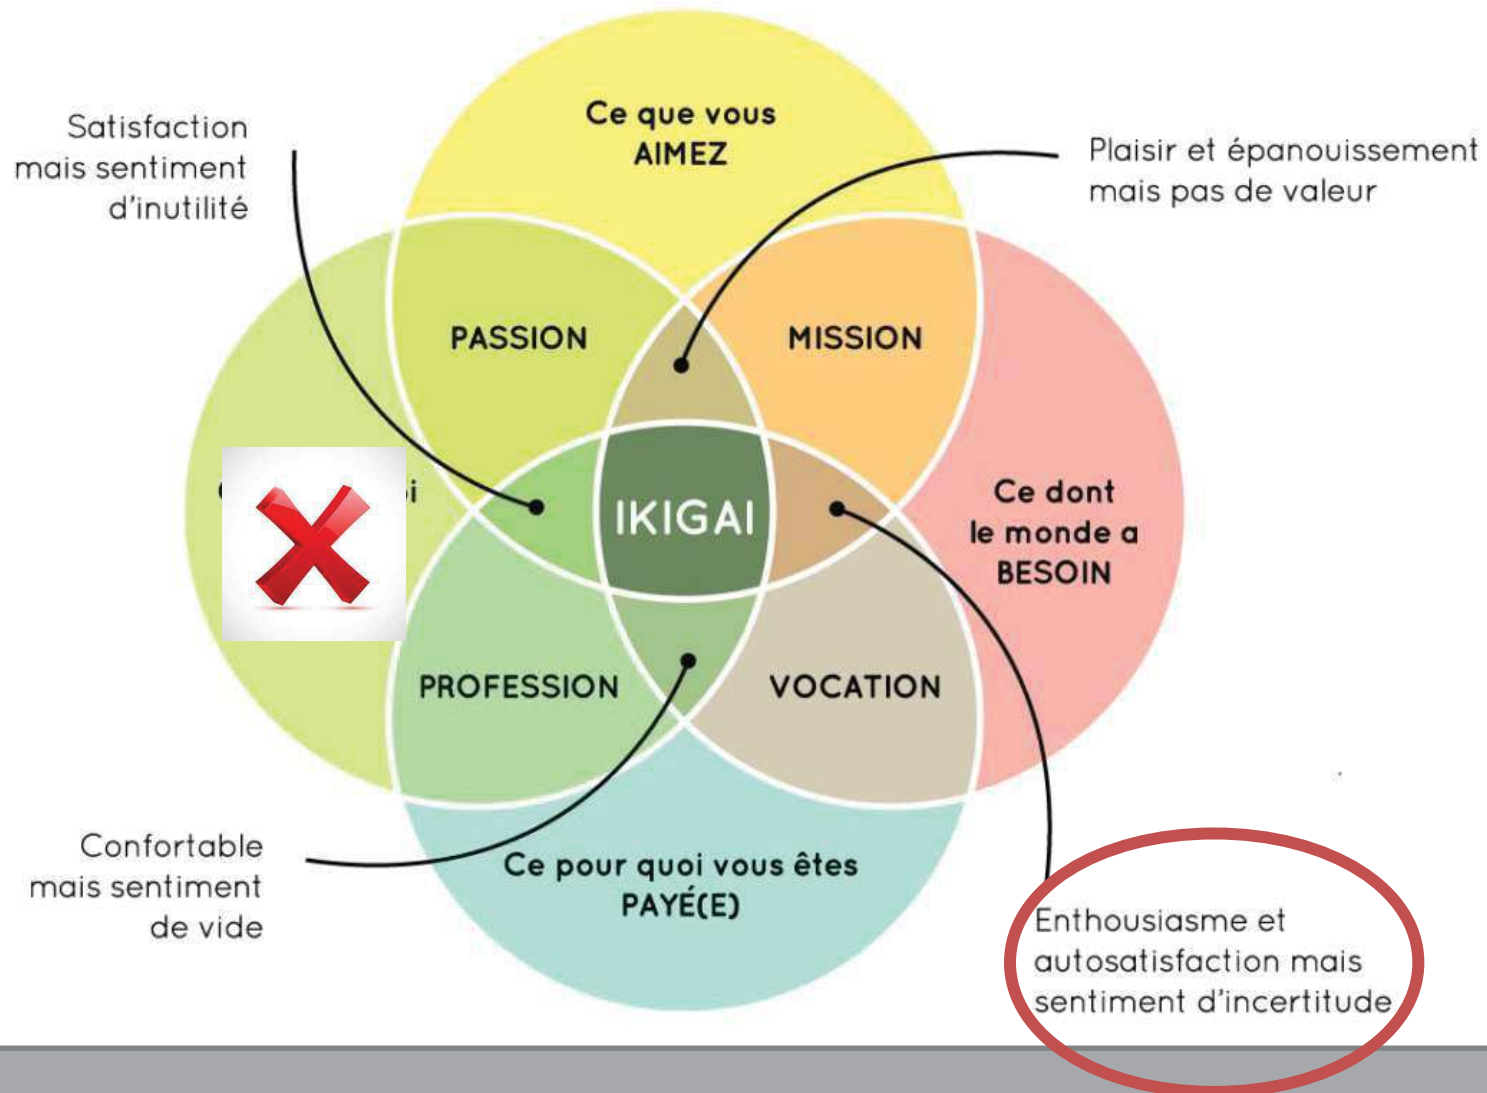 Ce que vous
AIMEZ
Satisfaction
mais sentiment
d'inutilité
Plaisir et épanouissement
mais pas de valeur
PASSION
MISSION
IKIGAI
Ce dont
le monde a
BESOIN
PROFESSION
VOCATION
Confortable
mais sentiment
de vide
Ce pour quoi vous êtes
PAYÉ(E)
Enthousiasme et
autosatisfaction mais
sentiment d'incertitude